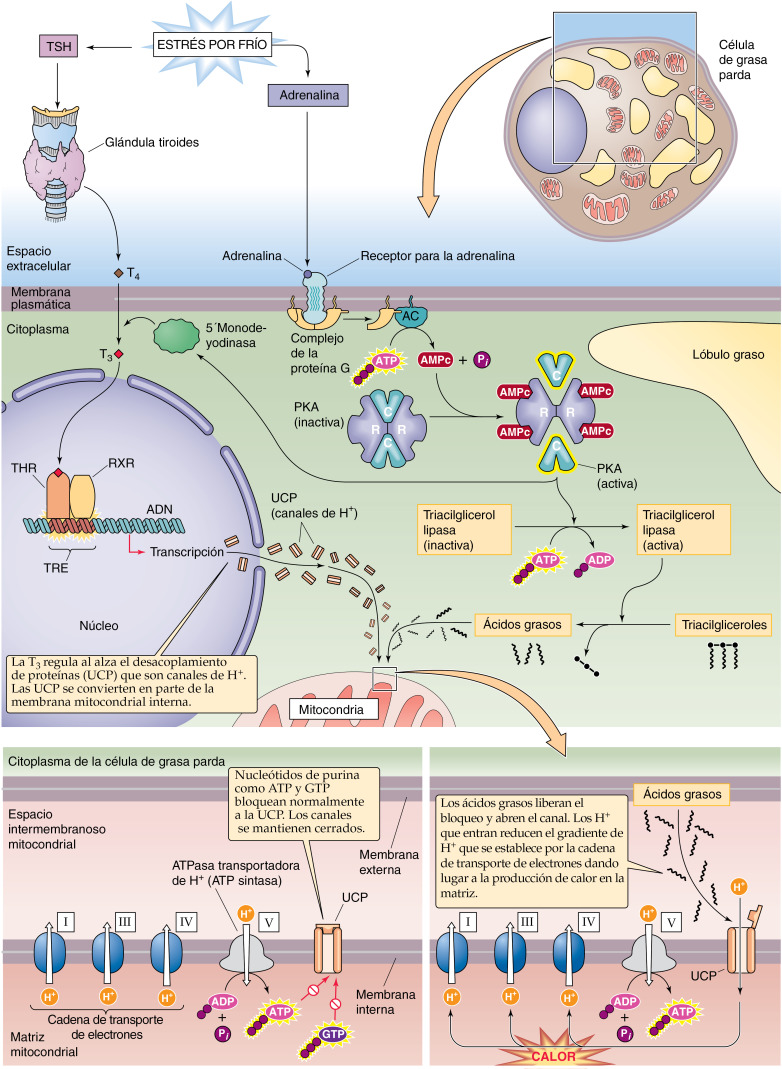 TSH
ESTRÉS POR FRÍO
Adrenalina
Célula
de grasa
parda
Glándula tiroides
Espacio
extracelular
T4
Adrenalina
Receptor para la adrenalina
Membrana
plasmática
Citoplasma
5´Monode-
yodinasa
T3
Complejo
de la
proteína G
AC
ATP
AMPc
+
Pi
Lóbulo graso
PKA
(inactiva)
R
C
C
R
AMPc
AMPc
C
R
R
AMPc
AMPc
C
PKA
(activa)
THR
RXR
ADN
TRE
Transcripción
UCP
(canales de H+)
Triacilglicerol
lipasa
(inactiva)
Triacilglicerol
lipasa
(activa)
ATP
ADP
Ácidos grasos
Triacilgliceroles
Núcleo
La T3 regula al alza el desacoplamiento
de proteínas (UCP) que son canales de H+.
Las UCP se convierten en parte de la
membrana mitocondrial interna.
Mitocondria
Citoplasma de la célula de grasa parda
Nucleótidos de purina
como ATP y GTP
bloquean normalmente
a la UCP. Los canales
se mantienen cerrados.
Espacio
intermembranoso
mitocondrial
Membrana
externa
ATPasa transportadora
de H+ (ATP sintasa)
UCP
I
III
IV
H+
V
H+
H+
H+
ADP
+
Pi
ATP
GTP
Membrana
interna
Cadena de transporte
de electrones
Matriz
mitocondrial
Ácidos grasos
Los ácidos grasos liberan el
bloqueo y abren el canal. Los H+
que entran reducen el gradiente de
H+ que se establece por la cadena
de transporte de electrones dando
lugar a la producción de calor en la
matriz.
H+
I
III
IV
H+
V
UCP
H+
H+
H+
ADP
+
Pi
ATP
CALOR